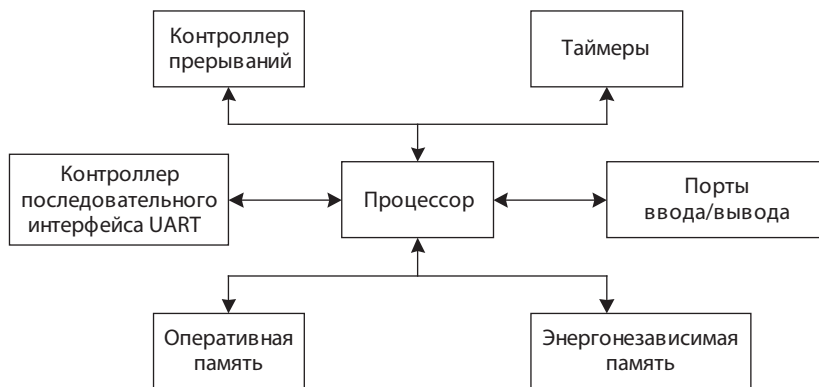 Контроллер
прерываний
Таймеры
Контроллер
последовательного
интерфейса UART
Процессор
Порты
ввода/вывода
Оперативная
память
Энергонезависимая
память